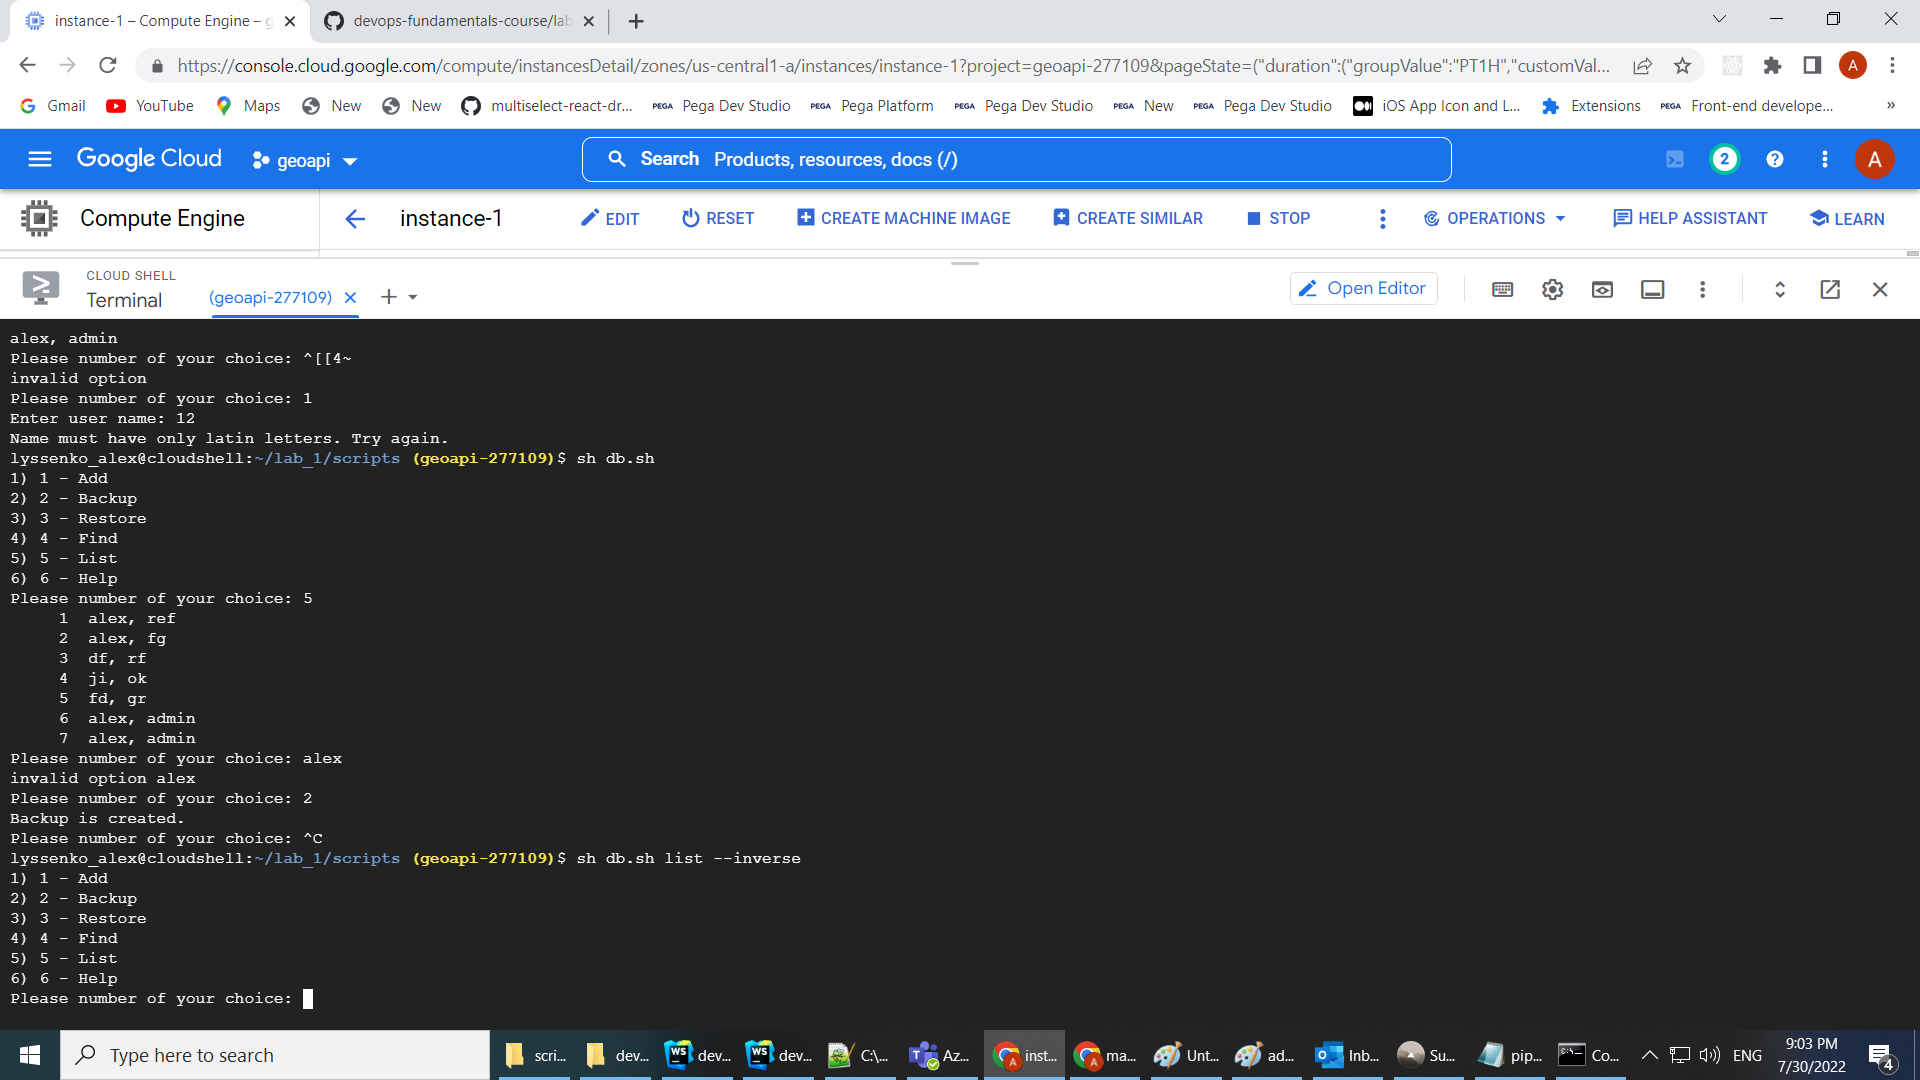 instance-1 – Compute Engine – g
devops-fundamentals-course/lab
https://console.cloud.google.com/compute/instancesDetail/zones/us-central1-a/instances/instance-1?project=geoapi-277109&pageState=("duration":("groupValue":"PT1H","customVal...
A
Gmail
YouTube
Maps
New
New
multiselect-react-dr...
PEGA Pega Dev Studio
PEGA Pega Platform
PEGA Pega Dev Studio
PEGA New
PEGA Pega Dev Studio
iOS App Icon and L...
Extensions
PEGA Front-end develope...
»
Google Cloud
geoapi
Search Products, resources, docs (/)
2
?
A
Compute Engine
instance-1
EDIT
RESET
CREATE MACHINE IMAGE
CREATE SIMILAR
STOP
OPERATIONS
HELP ASSISTANT
LEARN
CLOUD SHELL
Terminal
(geoapi-277109)
Open Editor
alex, admin
Please number of your choice: ^[[4~
invalid option
Please number of your choice: 1
Enter user name: 12
Name must have only latin letters. Try again.
lyssenko_alex@cloudshell:~/lab_1/scripts (geoapi-277109)$ sh db.sh
1) 1 - Add
2) 2 - Backup
3) 3 - Restore
4) 4 - Find
5) 5 - List
6) 6 - Help
Please number of your choice: 5
1 alex, ref
2 alex, fg
3 df, rf
4 ji, ok
5 fd, gr
6 alex, admin
7 alex, admin
Please number of your choice: alex
invalid option alex
Please number of your choice: 2
Backup is created.
Please number of your choice: ^C
lyssenko_alex@cloudshell:~/lab_1/scripts (geoapi-277109)$ sh db.sh list --inverse
1) 1 - Add
2) 2 - Backup
3) 3 - Restore
4) 4 - Find
5) 5 - List
6) 6 - Help
Please number of your choice:
Type here to search
scri...
dev...
WS dev...
WS dev...
C:\...
Az...
inst...
ma...
Unt...
ad...
Inb...
Su...
pip...
Co...
ENG
9:03 PM
7/30/2022
4